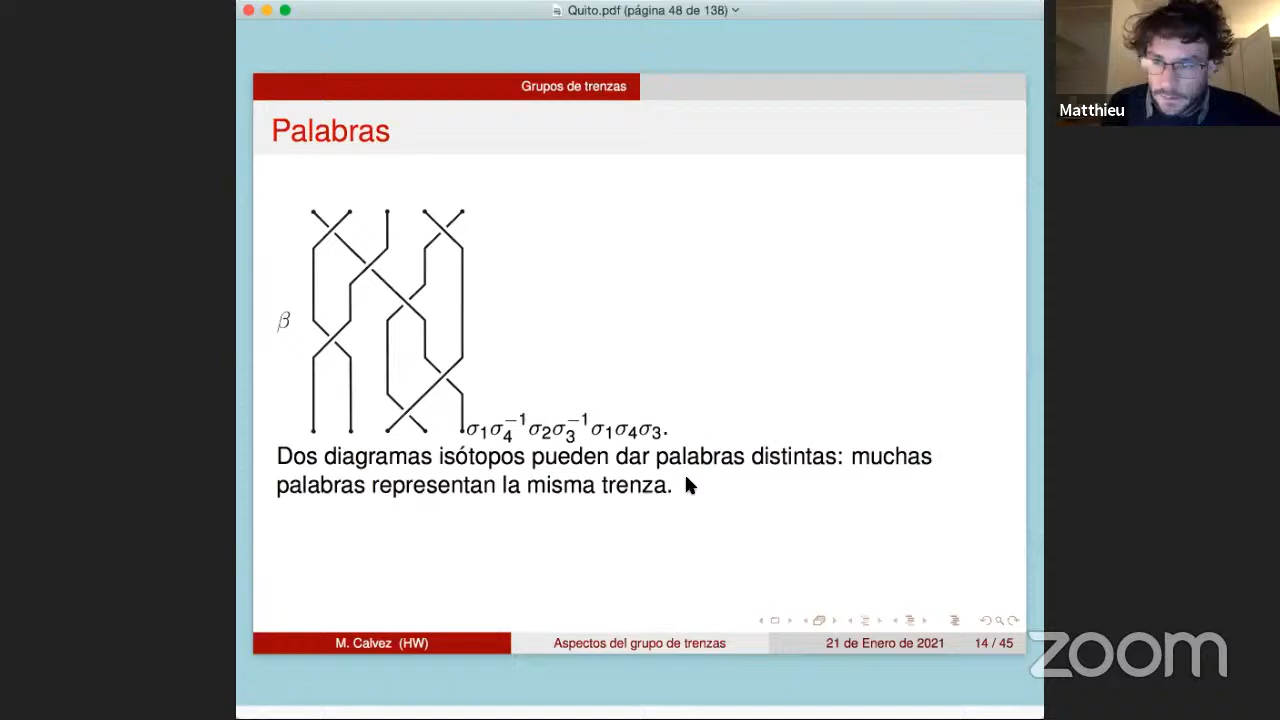 Quito.pdf (página 48 de 138)
Matthieu
Grupos de trenzas
Palabras
β
σ₁σ₄⁻¹σ₂σ₃⁻¹σ₁σ₄σ₃.
Dos diagramas isótopos pueden dar palabras distintas: muchas
palabras representan la misma trenza.
M. Calvez (HW)
Aspectos del grupo de trenzas
21 de Enero de 2021
14 / 45
zoom